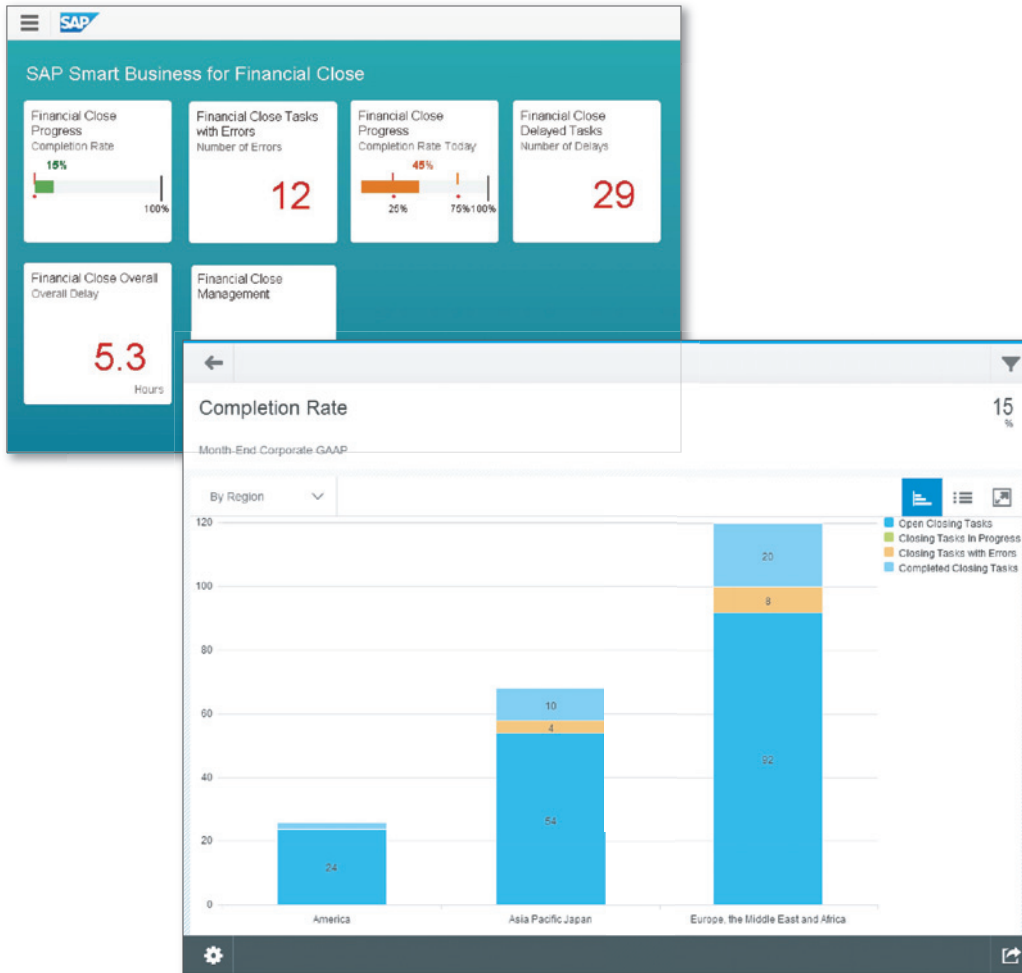 SAP
SAP Smart Business for Financial Close
Financial Close
Progress
Completion Rate
15%
100%
Financial Close Tasks
with Errors
Number of Errors
12
Financial Close
Progress
Completion Rate Today
45%
25%
75%100%
Financial Close
Delayed Tasks
Number of Delays
29
Financial Close Overall
Overall Delay
5.3
Hours
Financial Close
Management
Completion Rate
15
%
Month-End Corporate GAAP
By Region
Open Closing Tasks
Closing Tasks In Progress
Closing Tasks with Errors
Completed Closing Tasks
120
100
80
60
40
20
0
24
10
4
54
20
8
92
America
Asia Pacific Japan
Europe, the Middle East and Africa